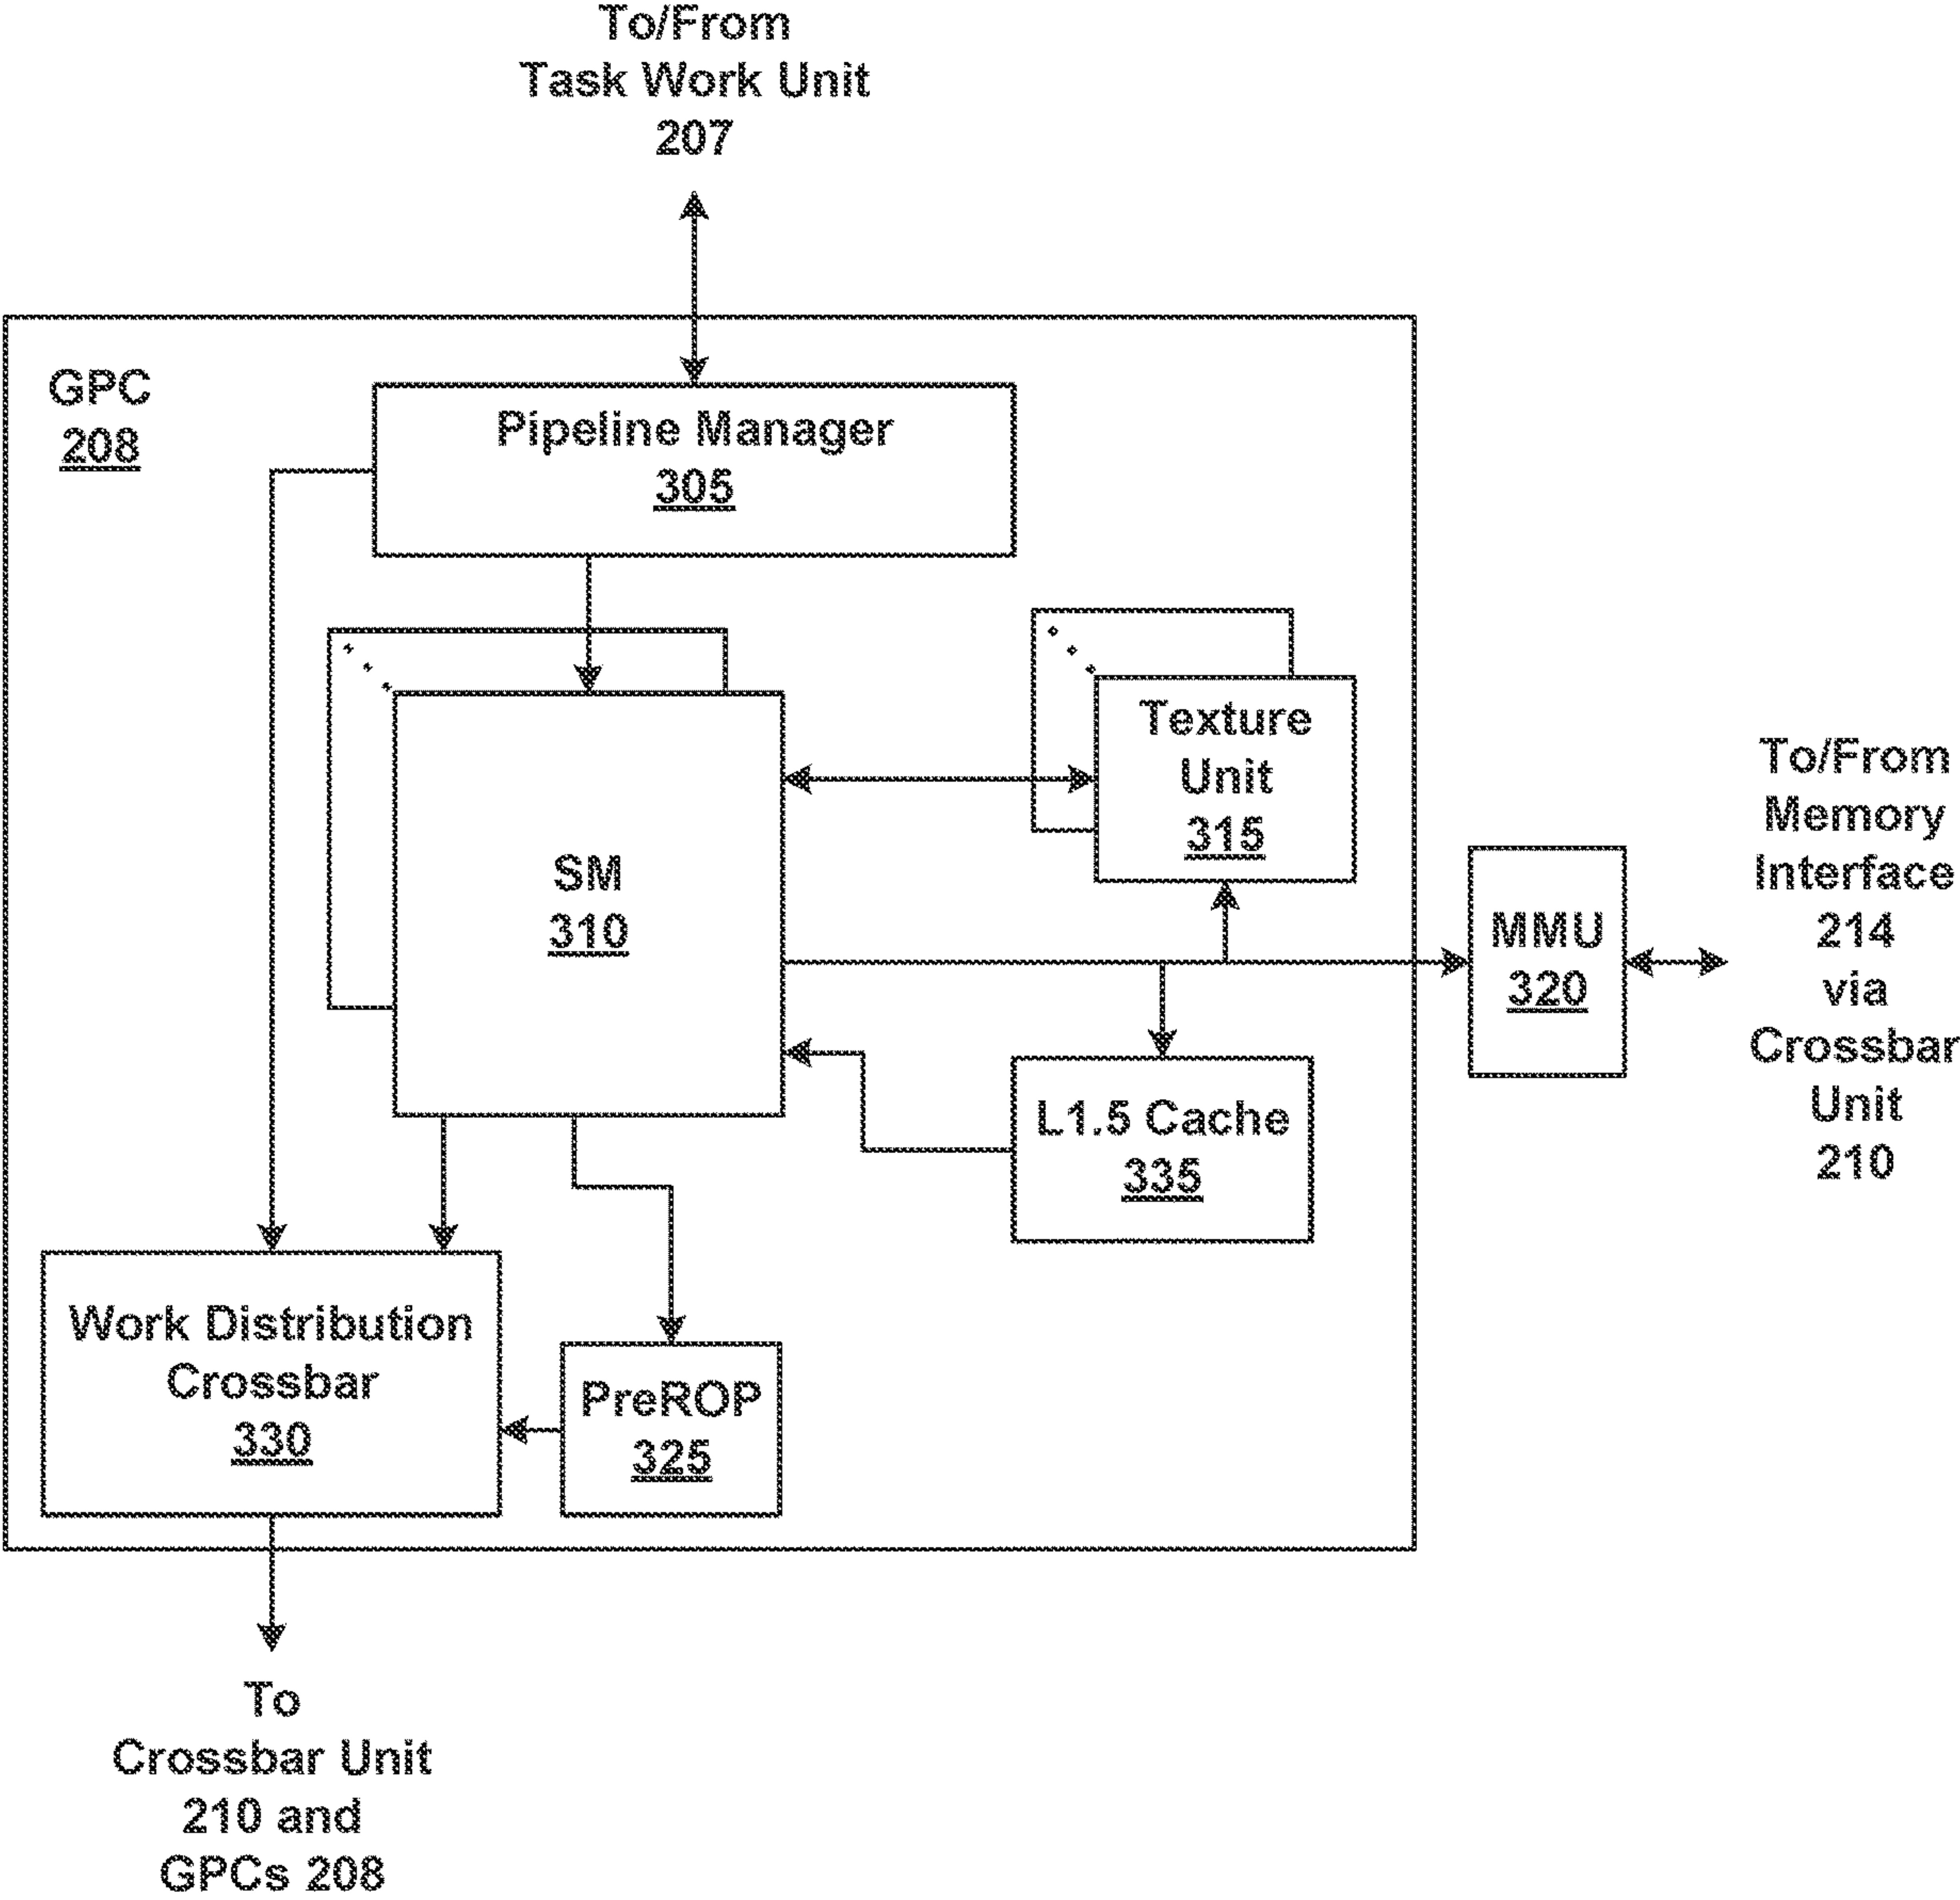 To/From
Task Work Unit
207
GPC
208
Pipeline Manager
305
Texture
Unit
315
SM
310
MMU
320
To/From
Memory
Interface
214
via
Crossbar
Unit
210
L1.5 Cache
335
Work Distribution
Crossbar
330
PreROP
325
To
Crossbar Unit
210 and
GPCs 208